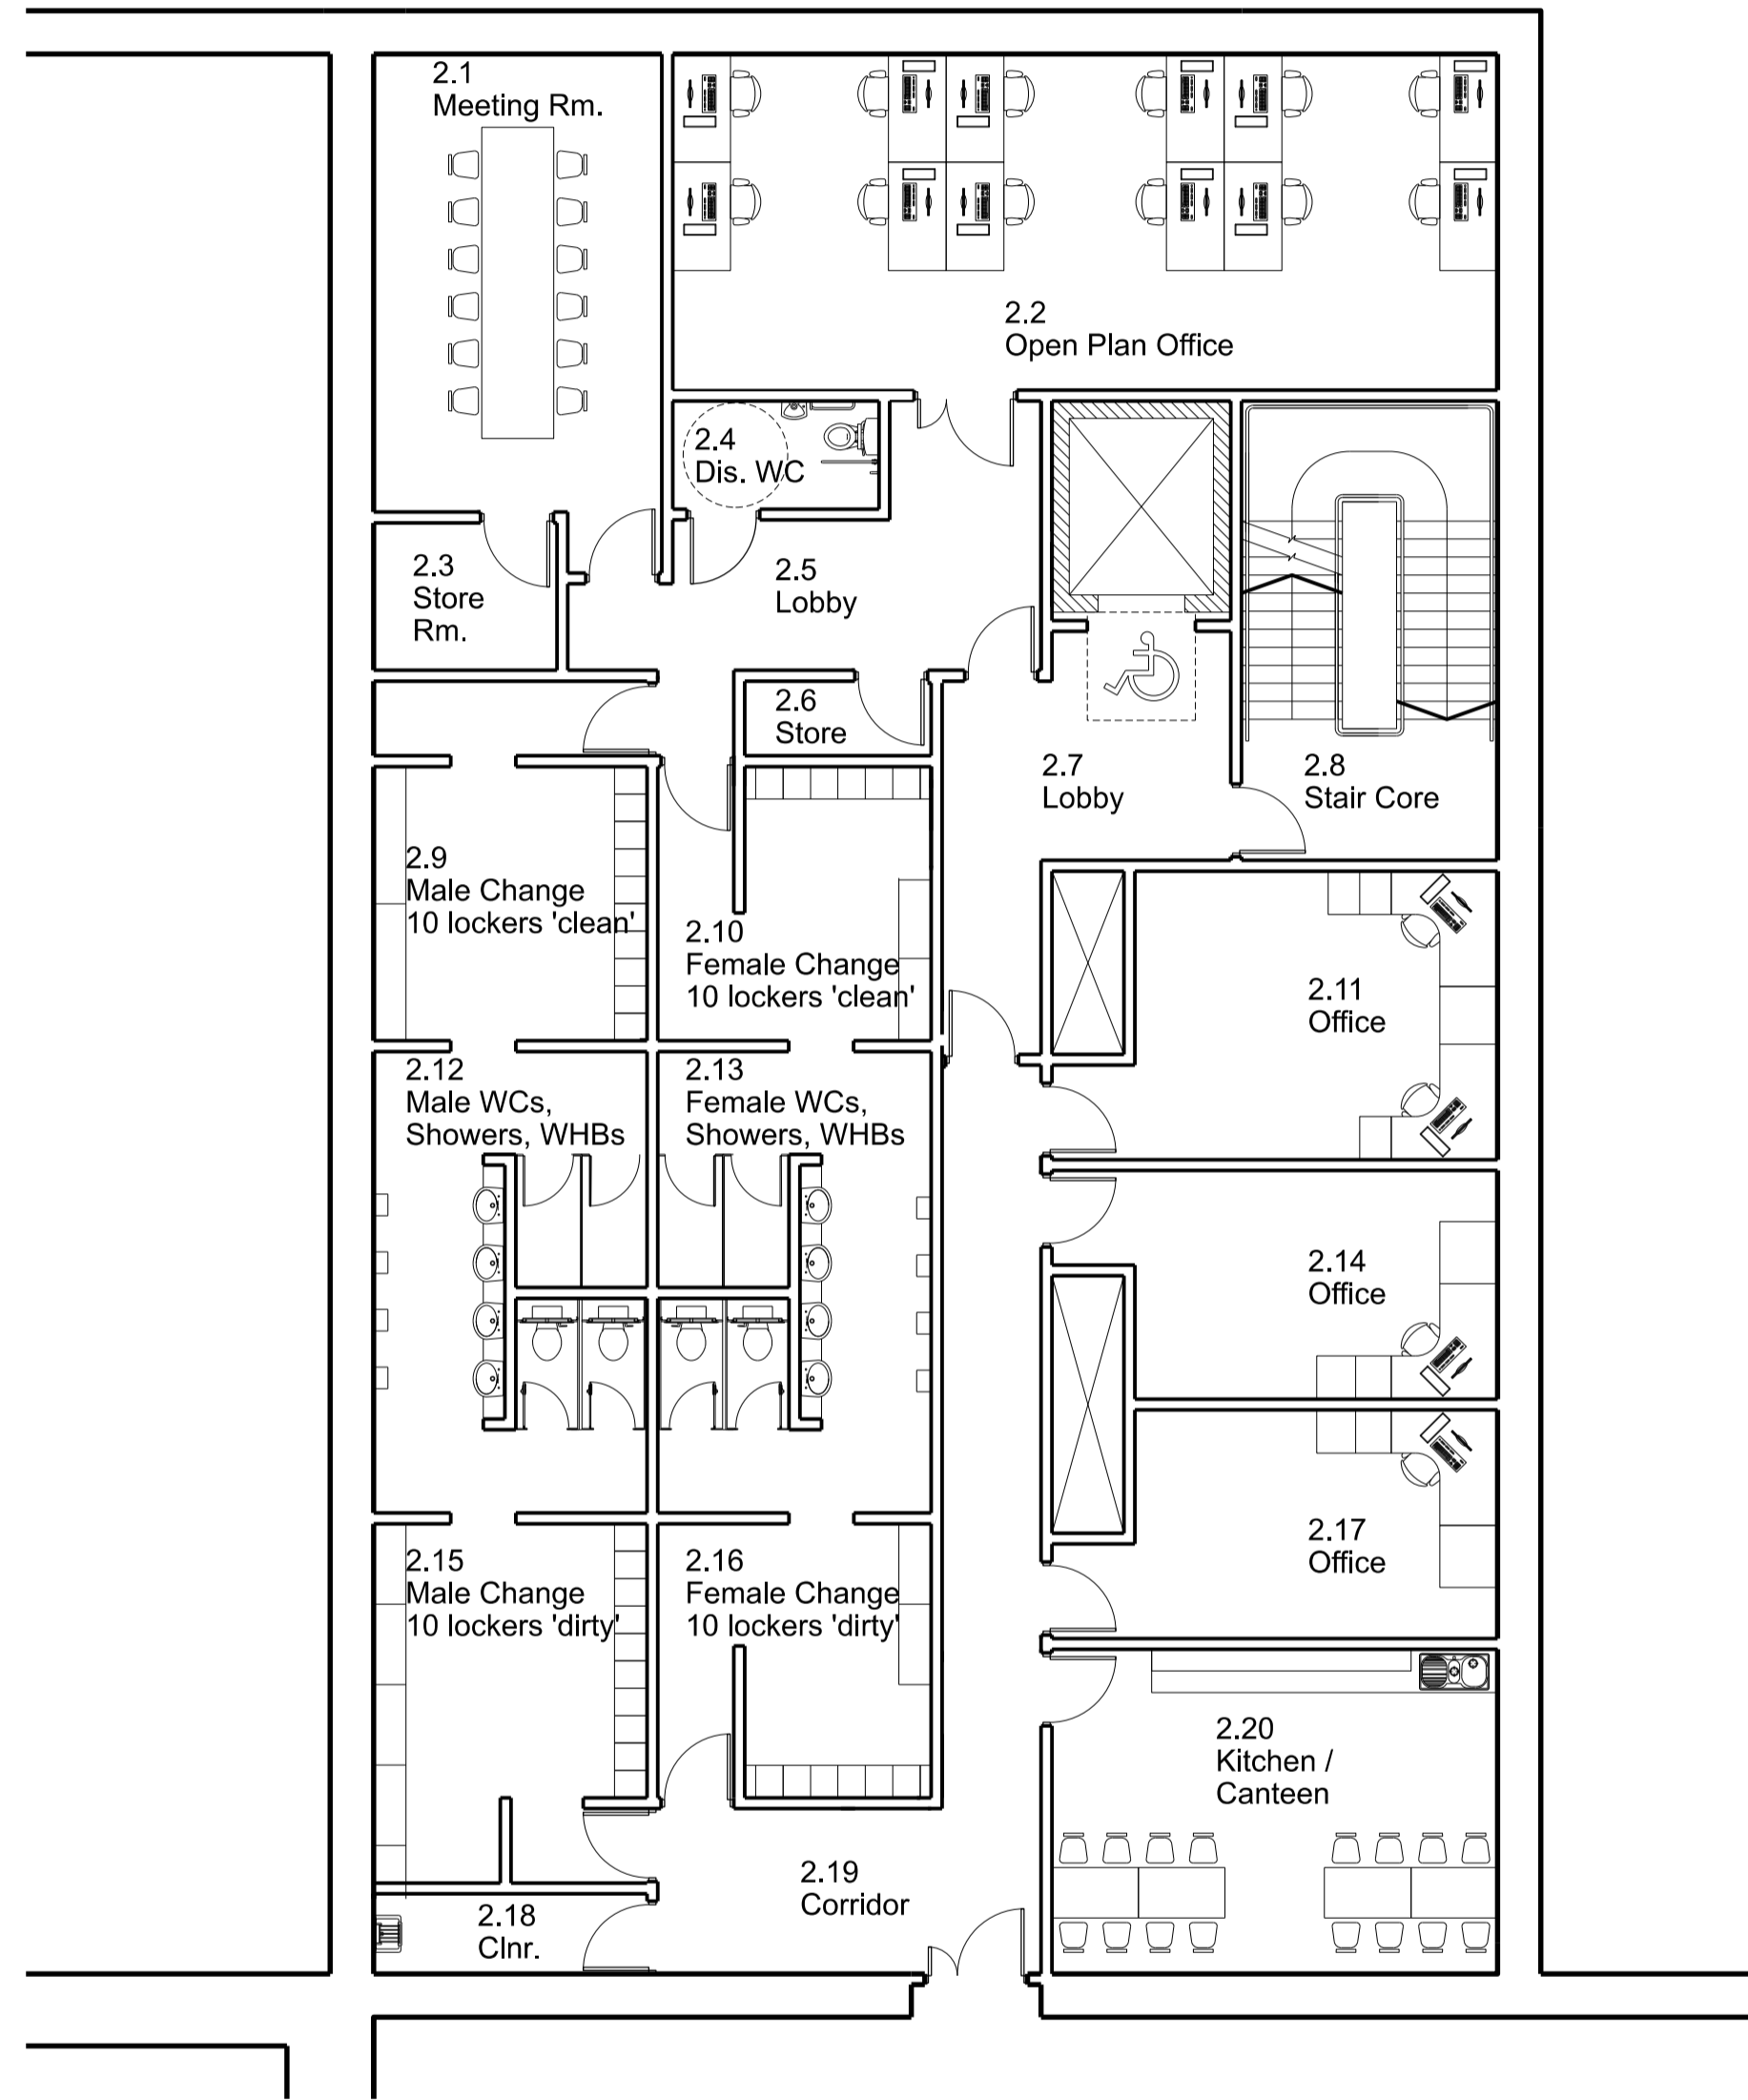 2.1
Meeting Rm.
2.2
Open Plan Office
2.4
Dis. WC
2.3
Store
Rm.
2.5
Lobby
2.6
Store
2.7
Lobby
2.8
Stair Core
2.9
Male Change
10 lockers 'clean'
2.10
Female Change
10 lockers 'clean'
2.11
Office
2.12
Male WCs,
Showers, WHBs
2.13
Female WCs,
Showers, WHBs
2.14
Office
2.15
Male Change
10 lockers 'dirty'
2.16
Female Change
10 lockers 'dirty'
2.17
Office
2.18
Clnr.
2.19
Corridor
2.20
Kitchen /
Canteen